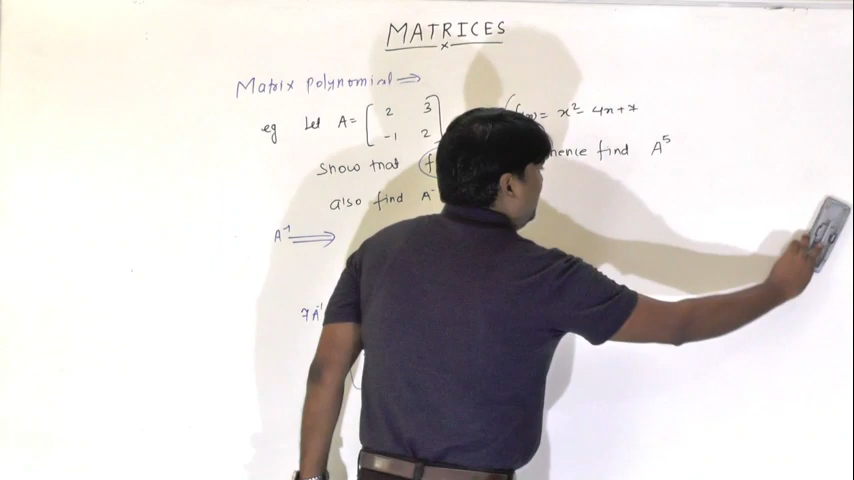 MATRICES
Matrix polynomial ⇒
eg Let A= [ 2 3 = x² - 4x+7
-1 2 ]
Show that f hence find A⁵
also find A⁻
A⁻¹ ⇒
7A⁻¹